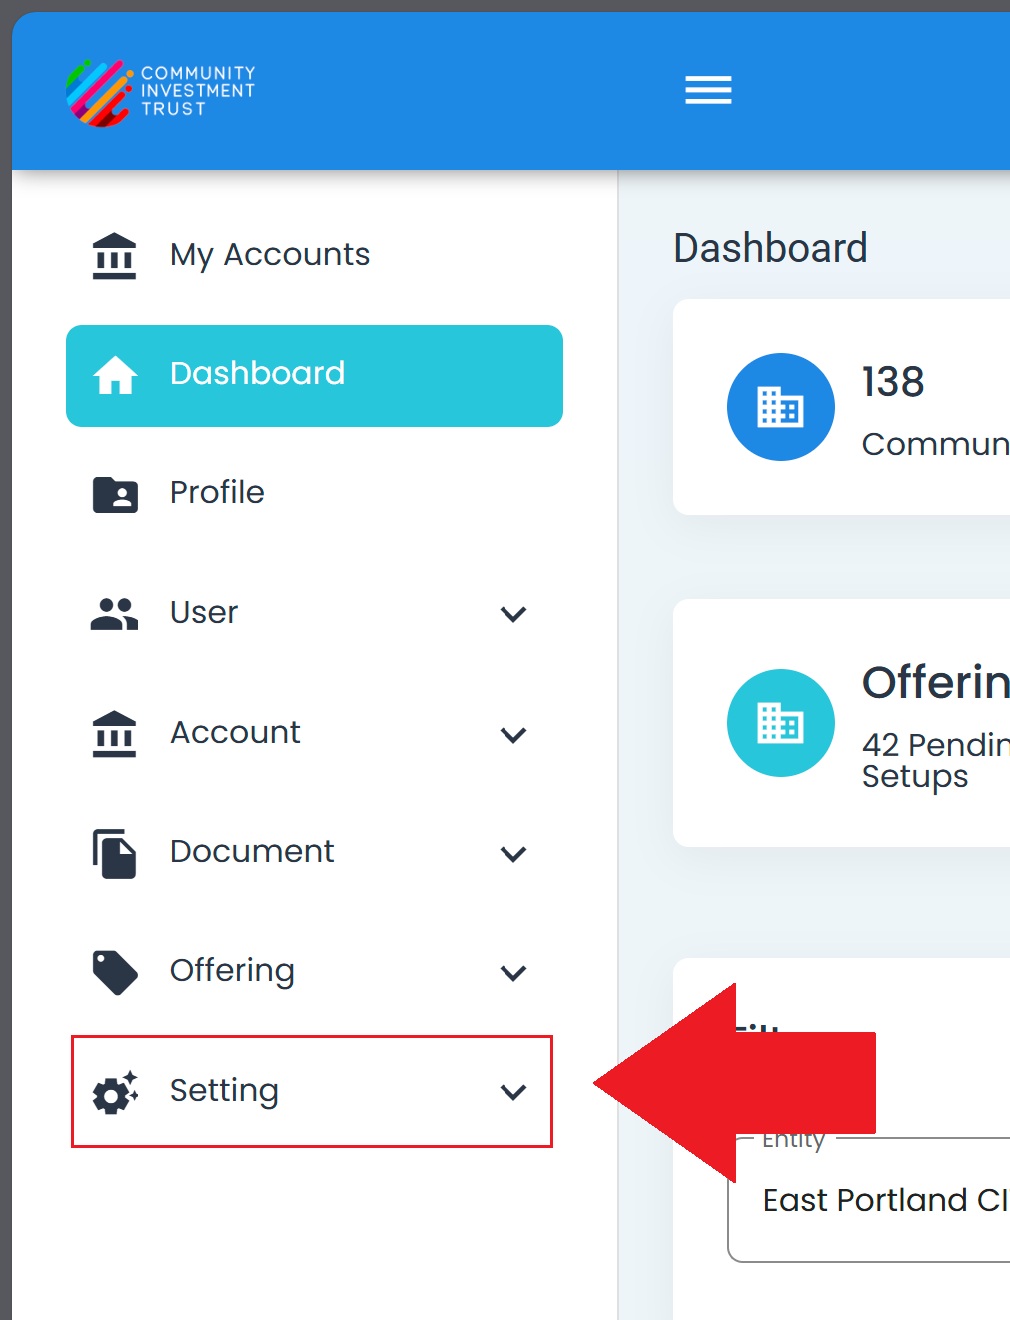 COMMUNITY
INVESTMENT
TRUST
My Accounts
Dashboard
Profile
User
Account
Document
Offering
Setting
Dashboard
138
Commun
Offerin
42 Pendin
Setups
Entity
East Portland CI